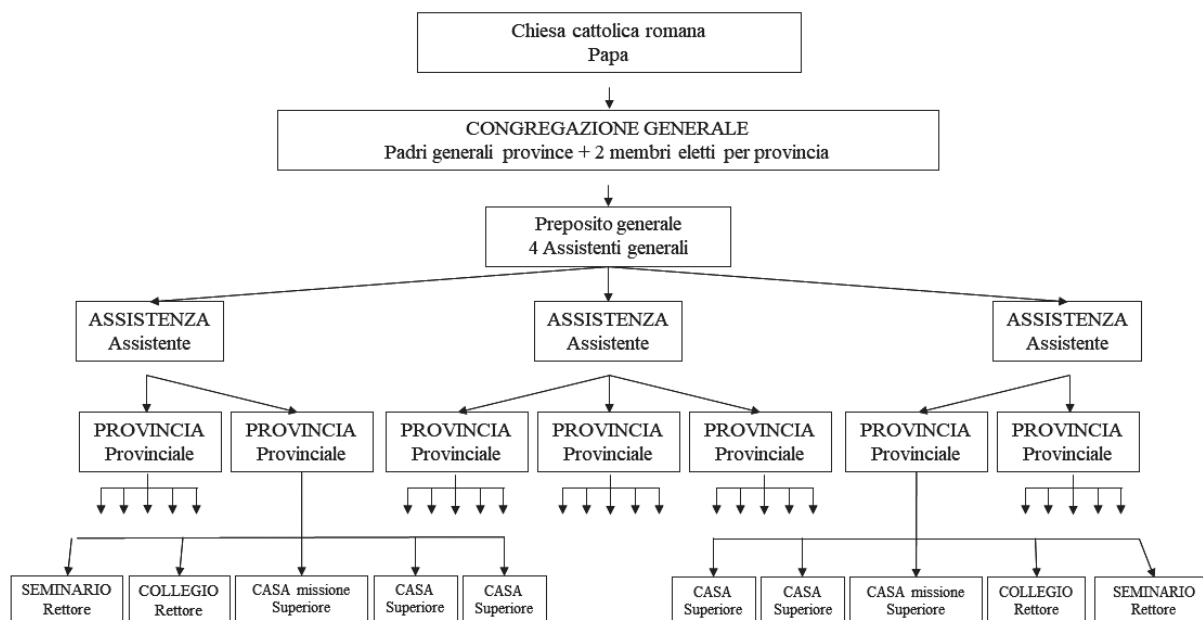 Chiesa cattolica romana
Papa
CONGREGAZIONE GENERALE
Padri generali province + 2 membri eletti per provincia
Preposito generale
4 Assistenti generali
ASSISTENZA
Assistente
ASSISTENZA
Assistente
ASSISTENZA
Assistente
PROVINCIA
Provinciale
PROVINCIA
Provinciale
PROVINCIA
Provinciale
PROVINCIA
Provinciale
PROVINCIA
Provinciale
PROVINCIA
Provinciale
PROVINCIA
Provinciale
SEMINARIO
Rettore
COLLEGIO
Rettore
CASA missione
Superiore
CASA
Superiore
CASA
Superiore
CASA
Superiore
CASA
Superiore
CASA missione
Superiore
COLLEGIO
Rettore
SEMINARIO
Rettore